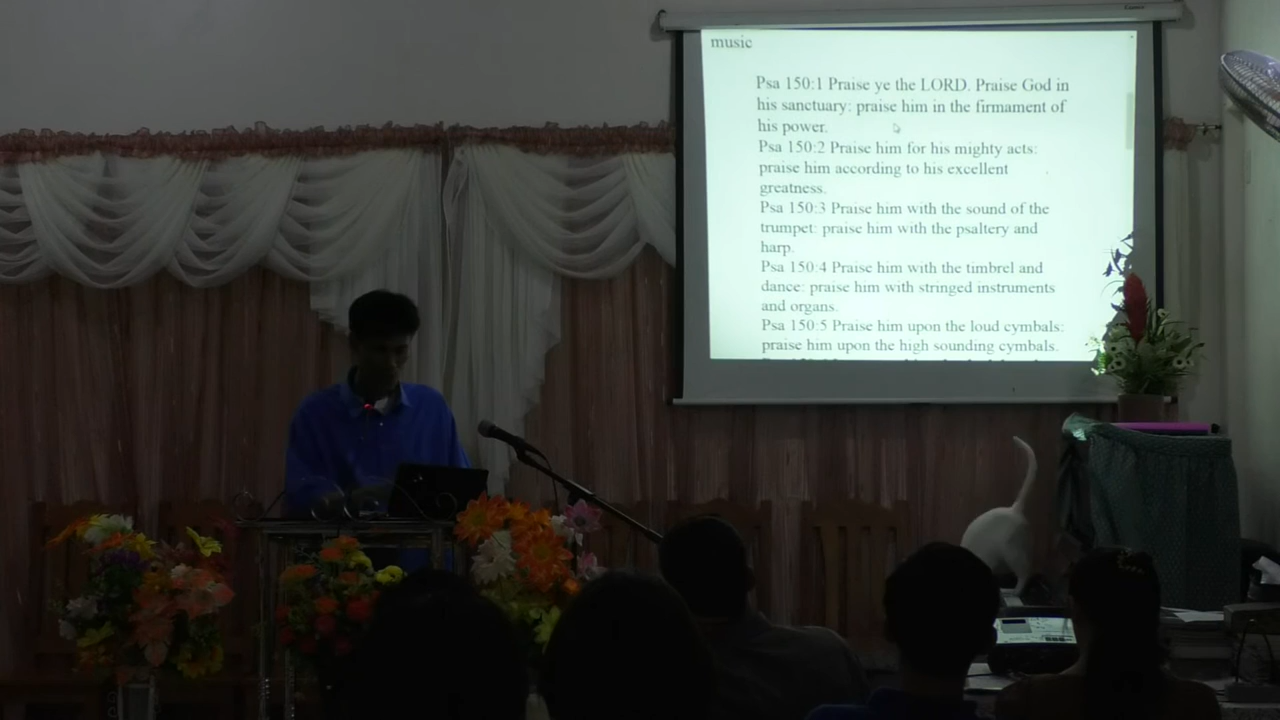 music
Psa 150:1 Praise ye the LORD. Praise God in
his sanctuary: praise him in the firmament of
his power.
Psa 150:2 Praise him for his mighty acts:
praise him according to his excellent
greatness.
Psa 150:3 Praise him with the sound of the
trumpet: praise him with the psaltery and
harp.
Psa 150:4 Praise him with the timbrel and
dance: praise him with stringed instruments
and organs.
Psa 150:5 Praise him upon the loud cymbals:
praise him upon the high sounding cymbals.